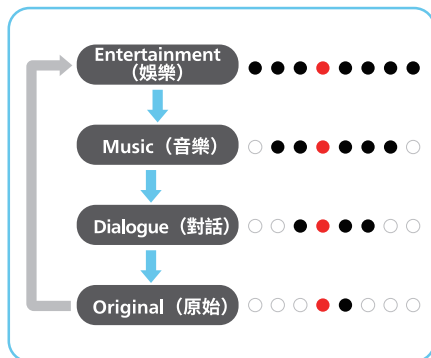 Entertainment
（娛樂）
Music（音樂）
Dialogue（對話）
Original（原始）